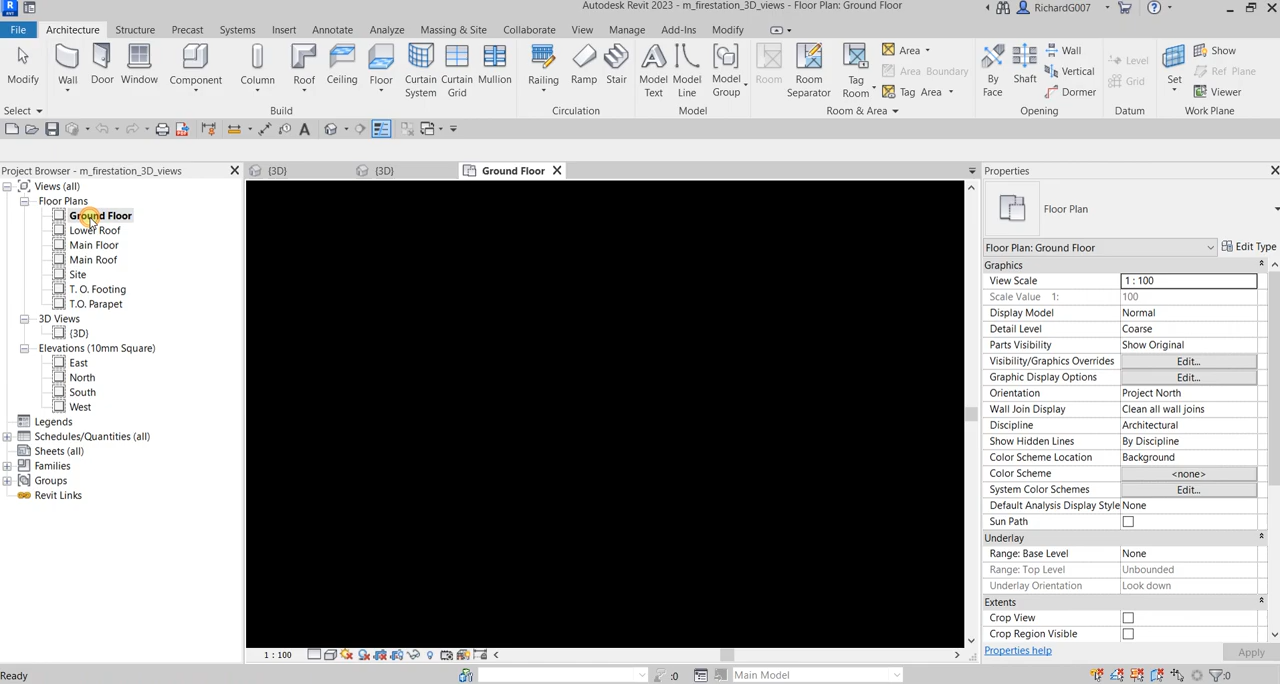 Autodesk Revit 2023 - m_firestation_3D_views - Floor Plan: Ground Floor
RichardG007
File Architecture Structure Precast Systems Insert Annotate Analyze Massing & Site Collaborate View Manage Add-Ins Modify
Modify Wall Door Window Component Column Roof Ceiling Floor Curtain System Curtain Grid Mullion Railing Ramp Stair Model Text Model Line Model Group Room Room Separator Tag Room Area Area Boundary Tag Area By Face Shaft Wall Vertical Dormer Level Grid Set Show Ref Plane Viewer
Select Build Circulation Model Room & Area Opening Datum Work Plane
Project Browser - m_firestation_3D_views
{3D} {3D} Ground Floor
Properties
Views (all)
Floor Plans
Ground Floor
Lower Roof
Main Floor
Main Roof
Site
T. O. Footing
T.O. Parapet
3D Views
{3D}
Elevations (10mm Square)
East
North
South
West
Legends
Schedules/Quantities (all)
Sheets (all)
Families
Groups
Revit Links
Floor Plan
Floor Plan: Ground Floor Edit Type
Graphics
View Scale 1 : 100
Scale Value 1: 100
Display Model Normal
Detail Level Coarse
Parts Visibility Show Original
Visibility/Graphics Overrides Edit...
Graphic Display Options Edit...
Orientation Project North
Wall Join Display Clean all wall joins
Discipline Architectural
Show Hidden Lines By Discipline
Color Scheme Location Background
Color Scheme <none>
System Color Schemes Edit...
Default Analysis Display Style None
Sun Path
Underlay
Range: Base Level None
Range: Top Level Unbounded
Underlay Orientation Look down
Extents
Crop View
Crop Region Visible
Properties help Apply
1 : 100
Ready :0 Main Model :0